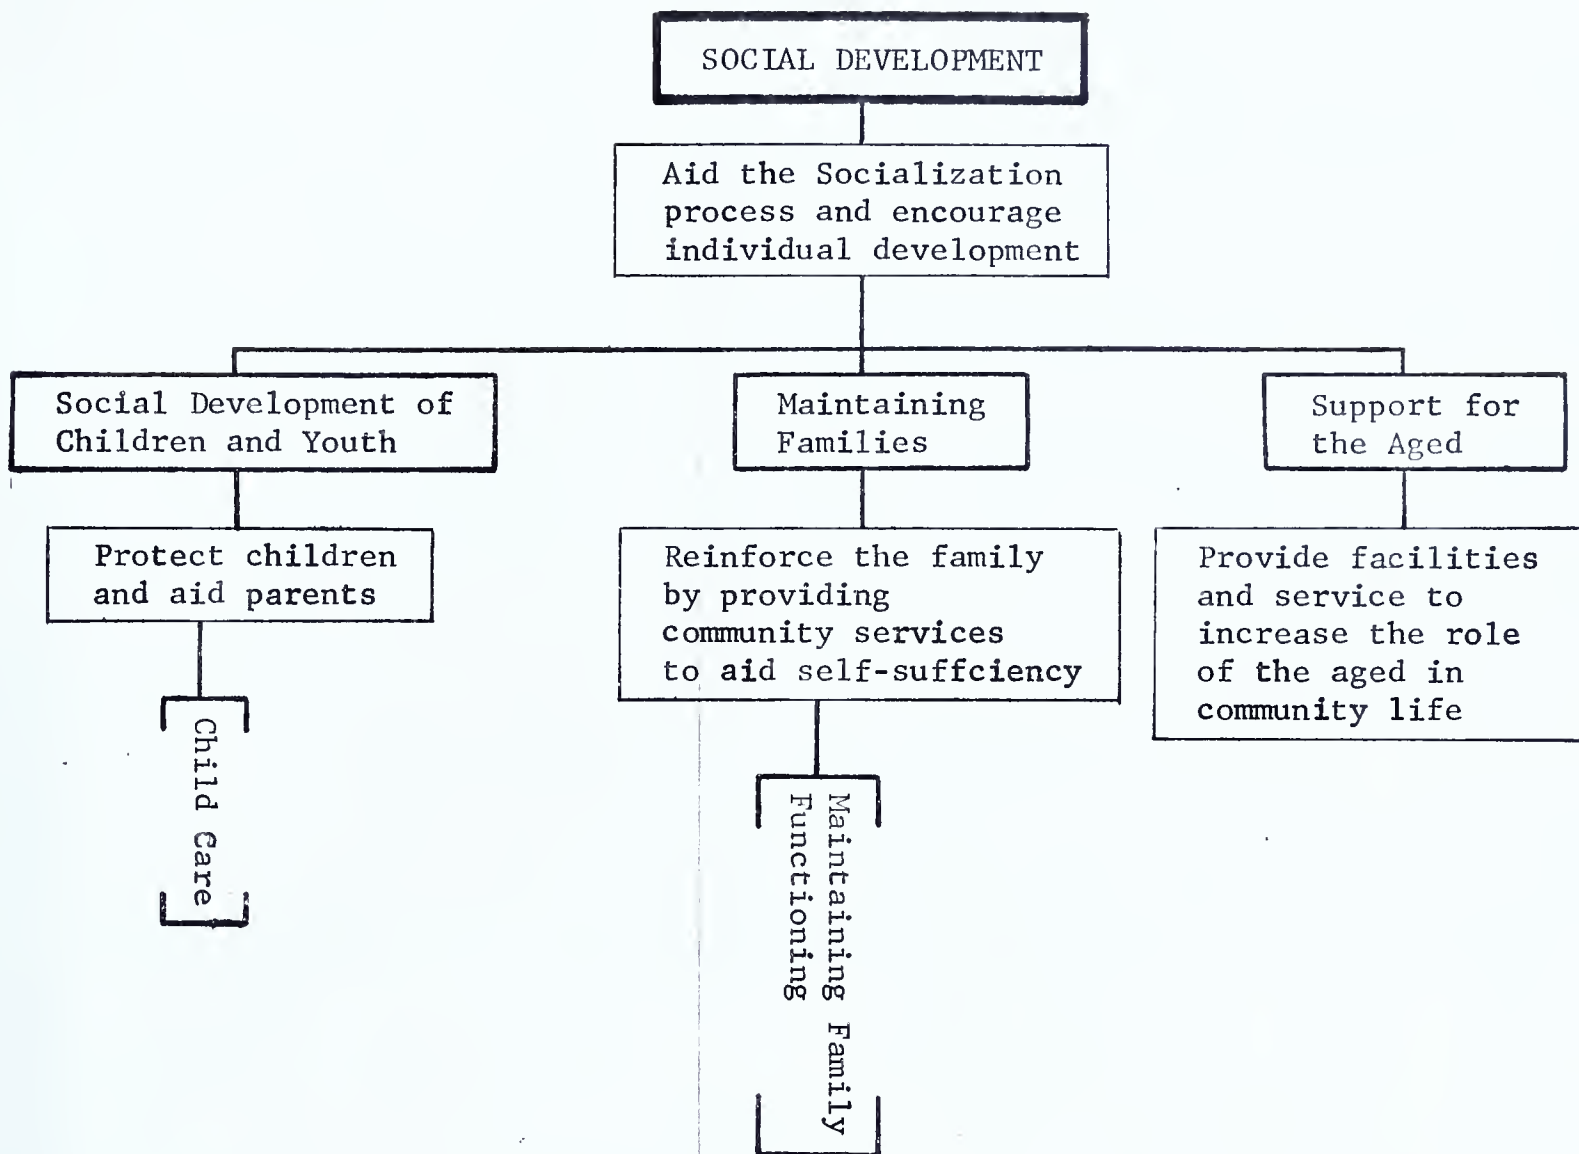 SOCIAL DEVELOPMENT
Aid the Socialization
process and encourage
individual development
Social Development of
Children and Youth
Maintaining
Families
Support for
the Aged
Protect children
and aid parents
Reinforce the family
by providing
community services
to aid self-suffciency
Provide facilities
and service to
increase the role
of the aged in
community life
Child Care
Maintaining Family
Functioning